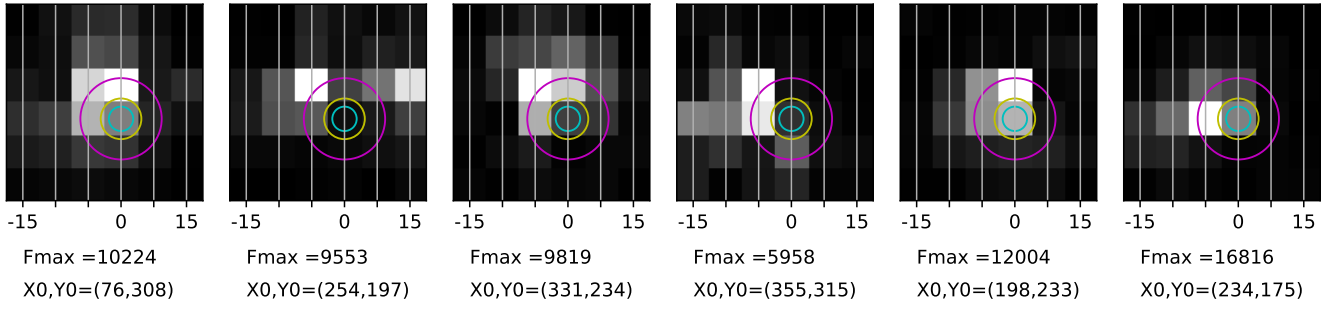 -15 0 15 -15 0 15 -15 0 15 -15 0 15 -15 0 15 -15 0 15
Fmax =10224 Fmax =9553 Fmax =9819 Fmax =5958 Fmax =12004 Fmax =16816
X0,Y0=(76,308) X0,Y0=(254,197) X0,Y0=(331,234) X0,Y0=(355,315) X0,Y0=(198,233) X0,Y0=(234,175)